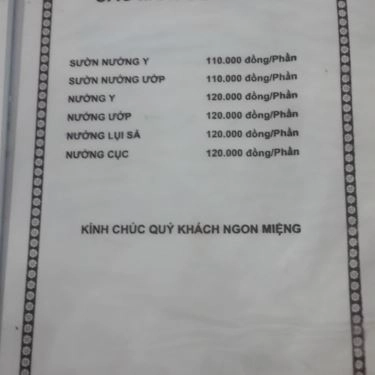 SƯỜN NƯỚNG Y 110.000 đồng/Phần
SƯỜN NƯỚNG ƯỚP 110.000 đồng/Phần
NƯỚNG Y 120.000 đồng/Phần
NƯỚNG ƯỚP 120.000 đồng/Phần
NƯỚNG LỤI SẢ 120.000 đồng/Phần
NƯỚNG CỤC 120.000 đồng/Phần
KÍNH CHÚC QUÝ KHÁCH NGON MIỆNG